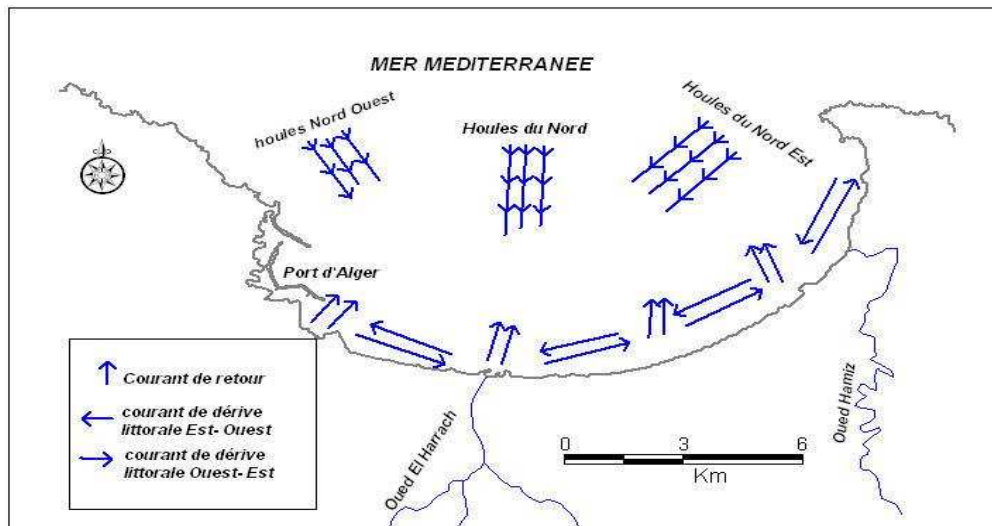 MER MEDITERRANEE
houles Nord Ouest
Houles du Nord
Houles du Nord Est
Port d'Alger
Courant de retour
courant de dérive
littorale Est- Ouest
courant de dérive
littorale Ouest- Est
Oued El Harrach
Oued Hamiz
0 3 6
Km